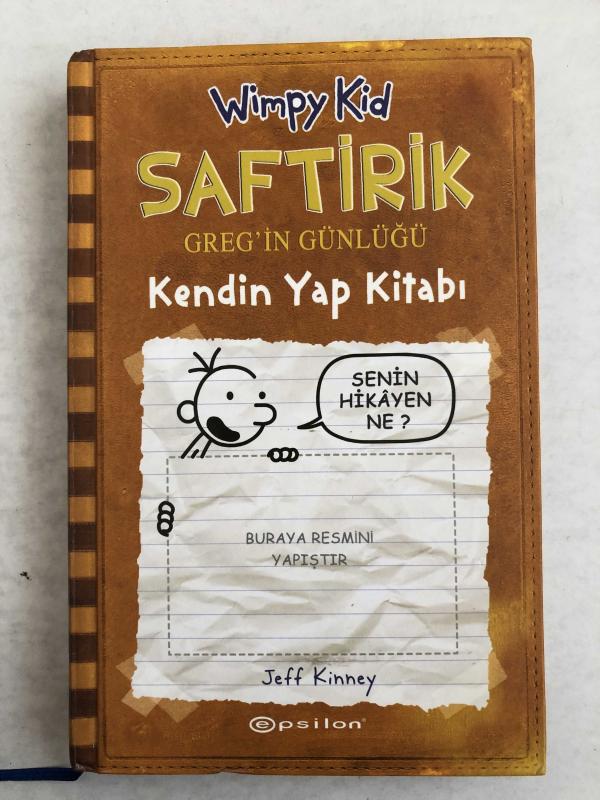 Wimpy Kid
SAFTİRİK
GREG'İN GÜNLÜĞÜ
Kendin Yap Kitabı
SENİN
HİKÂYEN
NE ?
BURAYA RESMİNİ
YAPIŞTIR
Jeff Kinney
epsilon